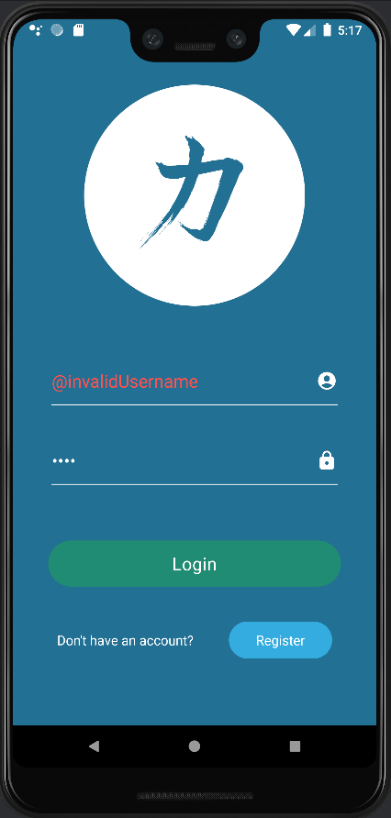 5:17
力
@invalidUsername
••••
Login
Don't have an account?
Register